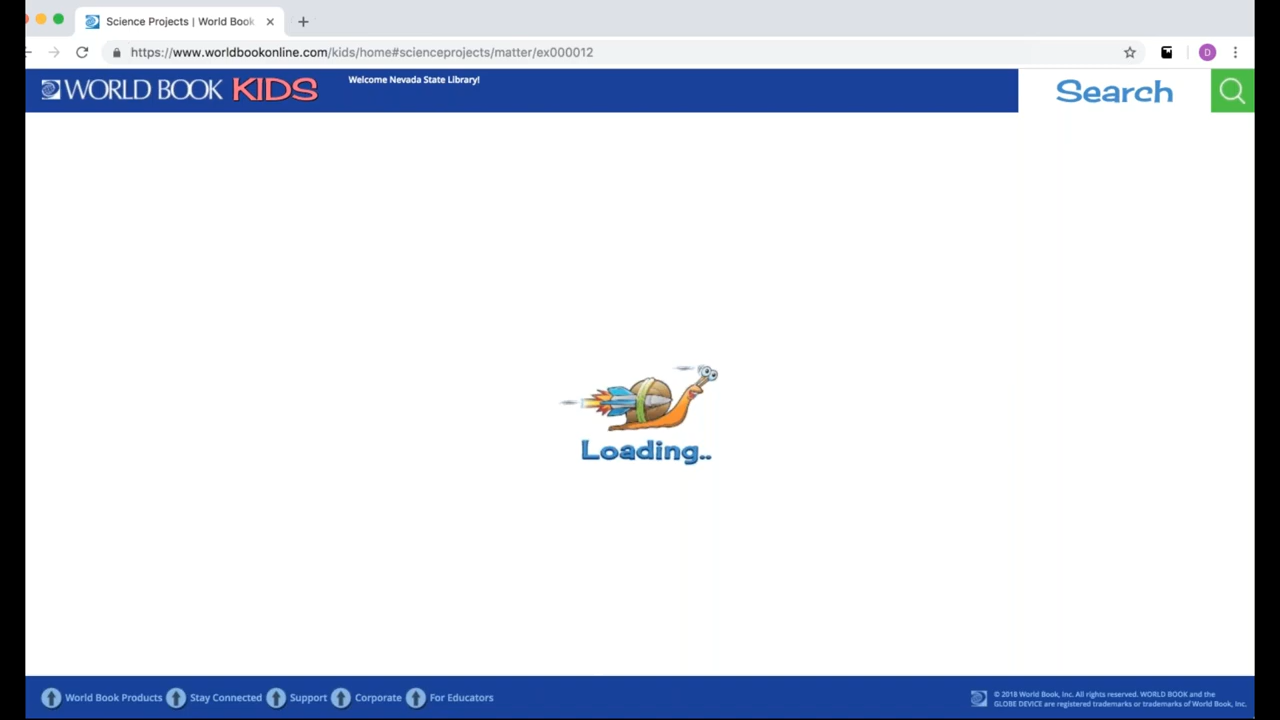 Science Projects | World Book
https://www.worldbookonline.com/kids/home#scienceprojects/matter/ex000012
D
WORLD BOOK KIDS
Welcome Nevada State Library!
Search
Loading..
World Book Products
Stay Connected
Support
Corporate
For Educators
© 2018 World Book, Inc. All rights reserved. WORLD BOOK and the
GLOBE DEVICE are registered trademarks or trademarks of World Book, Inc.